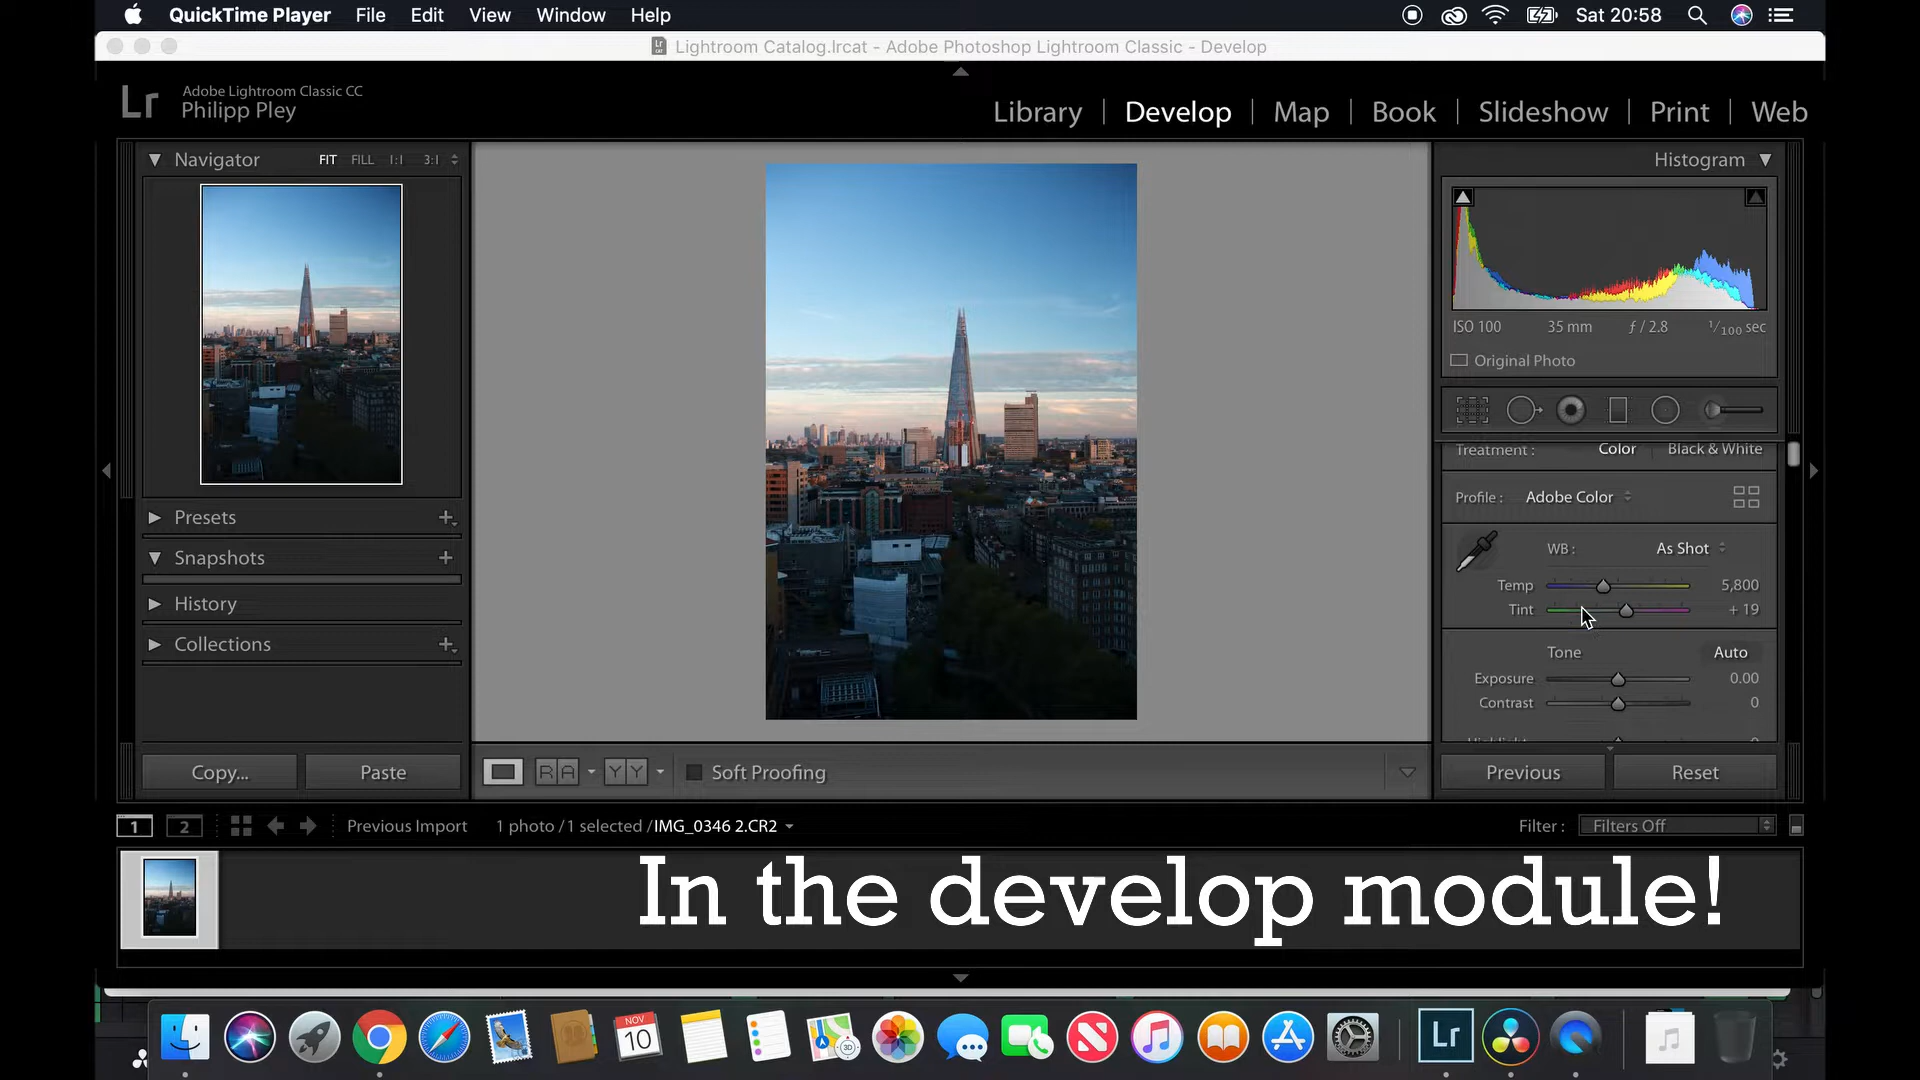 QuickTime Player File Edit View Window Help Sat 20:58
Lr CAT Lightroom Catalog.lrcat - Adobe Photoshop Lightroom Classic - Develop
Lr Adobe Lightroom Classic CC
Philipp Pley
Library | Develop | Map | Book | Slideshow | Print | Web
Navigator FIT FILL 1:1 3:1
Histogram
ISO 100 35 mm f / 2.8 1/100 sec
Original Photo
Treatment : Color Black & White
Profile : Adobe Color
WB : As Shot
Temp 5,800
Tint + 19
Tone Auto
Exposure 0.00
Contrast 0
Presets
Snapshots
History
Collections
Copy... Paste
R A Y Y Soft Proofing
Previous Reset
1 2 Previous Import 1 photo / 1 selected / IMG_0346 2.CR2 Filter : Filters Off
In the develop module!
NOV
10
3D
Lr